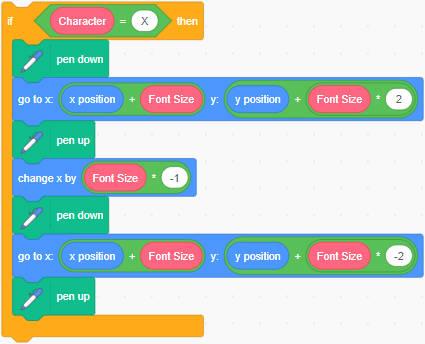 if Character = X then
pen down
go to x: x position + Font Size y: y position + Font Size * 2
pen up
change x by Font Size * -1
pen down
go to x: x position + Font Size y: y position + Font Size * -2
pen up